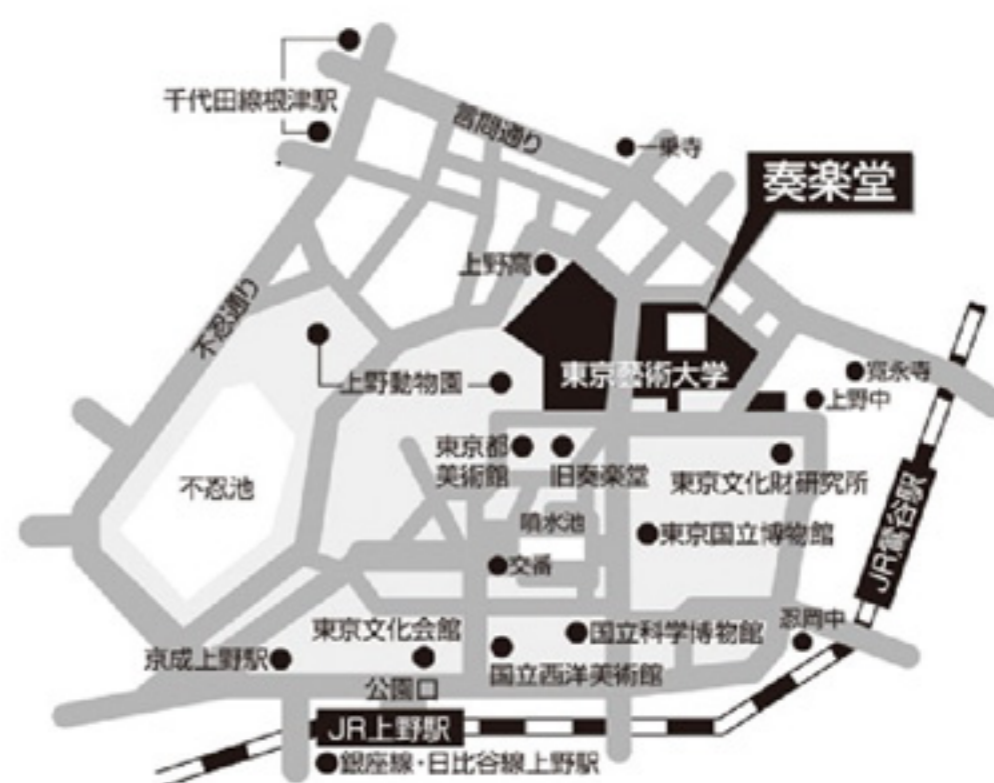 千代田線根津駅
言問通り
一乗寺
奏楽堂
上野高
不忍通り
上野動物園
東京藝術大学
寛永寺
上野中
東京都
美術館
旧奏楽堂
東京文化財研究所
不忍池
噴水池
東京国立博物館
JR鶯谷駅
交番
東京文化会館
国立科学博物館
忍岡中
京成上野駅
国立西洋美術館
公園口
JR上野駅
銀座線・日比谷線上野駅